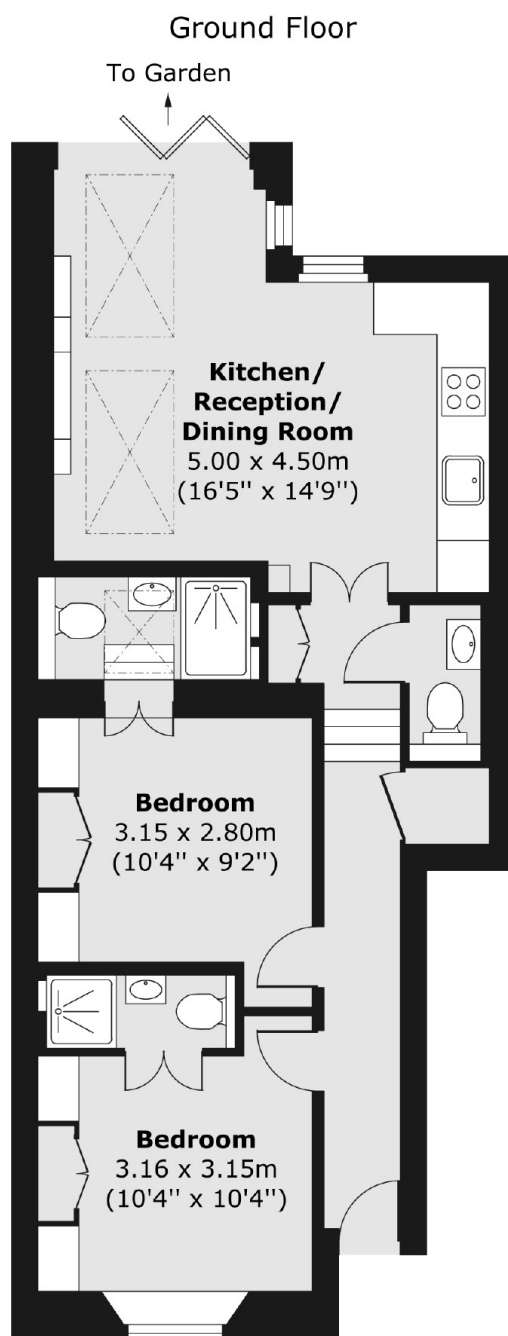 Ground Floor
To Garden
Kitchen/
Reception/
Dining Room
5.00 x 4.50m
(16'5" x 14'9")
Bedroom
3.15 x 2.80m
(10'4" x 9'2")
Bedroom
3.16 x 3.15m
(10'4" x 10'4")